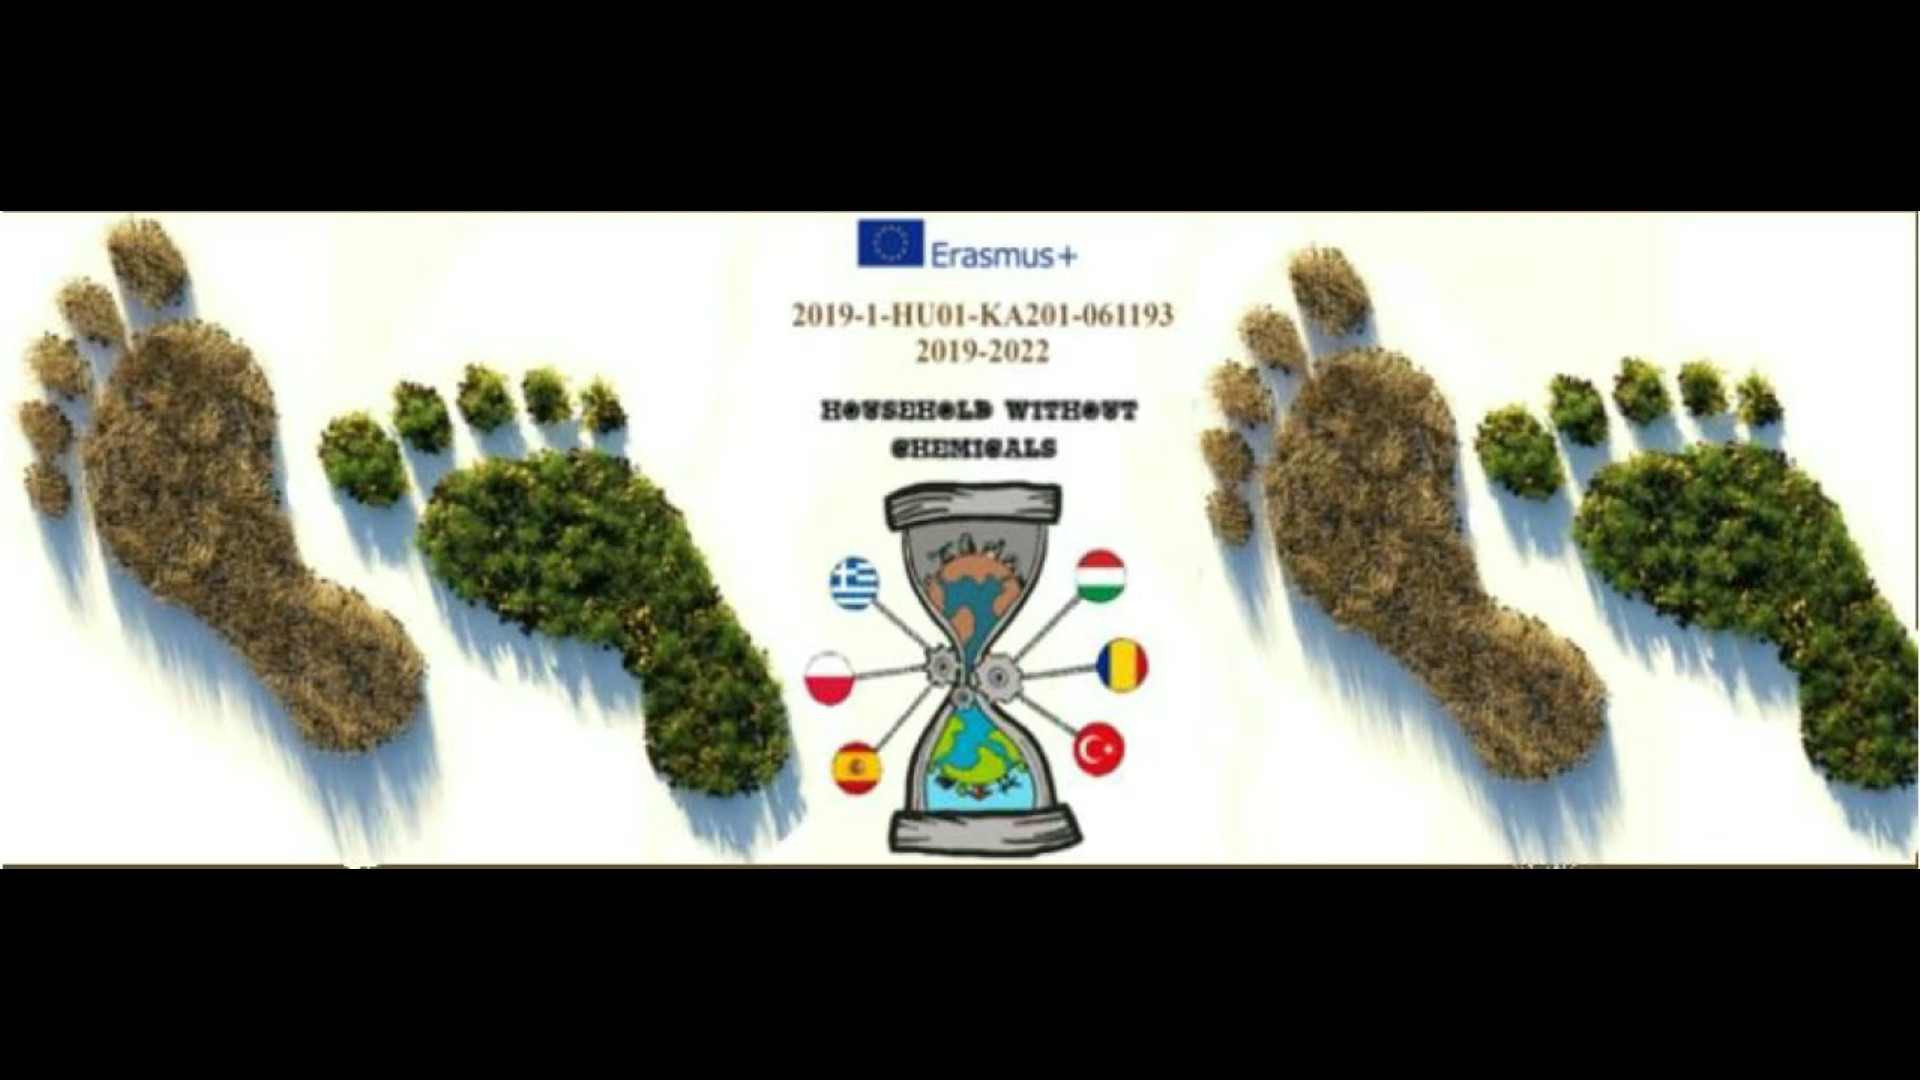 Erasmus+
2019-1-HU01-KA201-061193
2019-2022
HOUSEHOLD WITHOUT
CHEMICALS